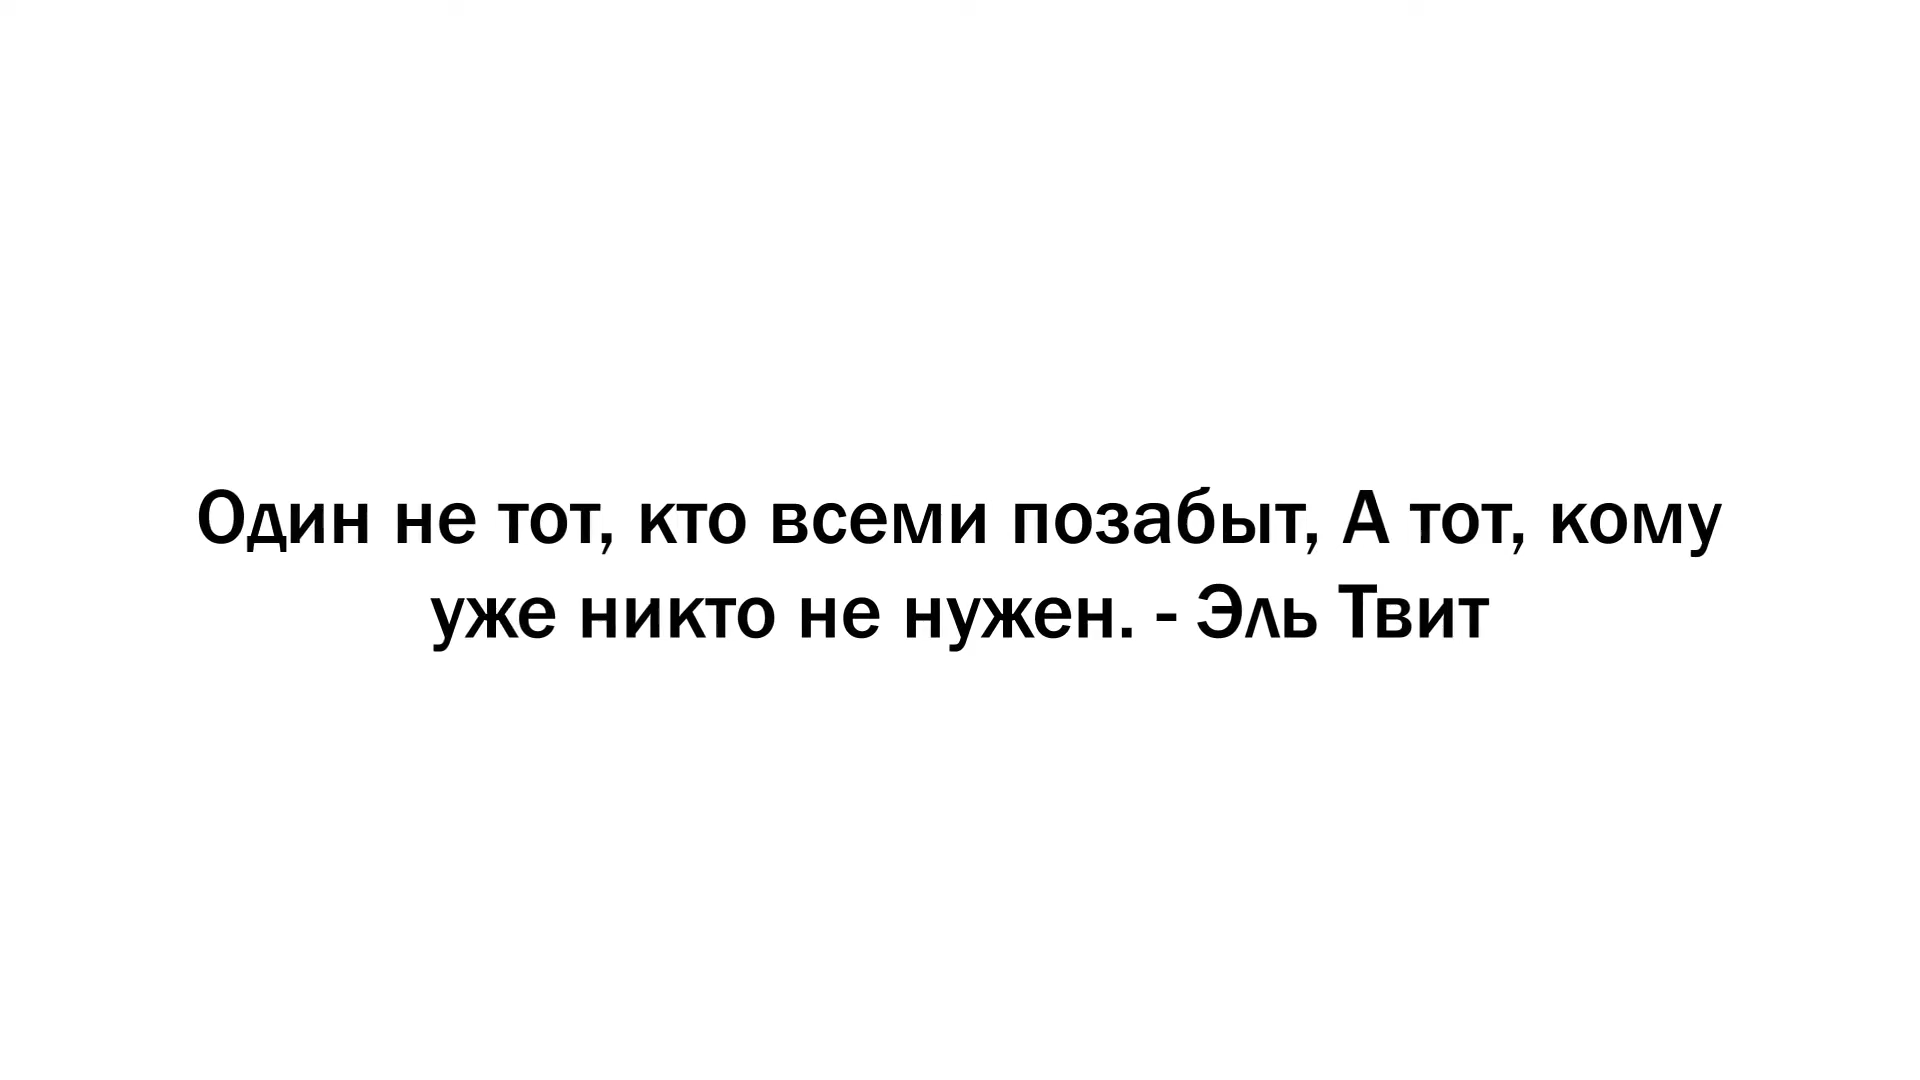 Один не тот, кто всеми позабыт, А тот, кому
уже никто не нужен. - Эль Твит